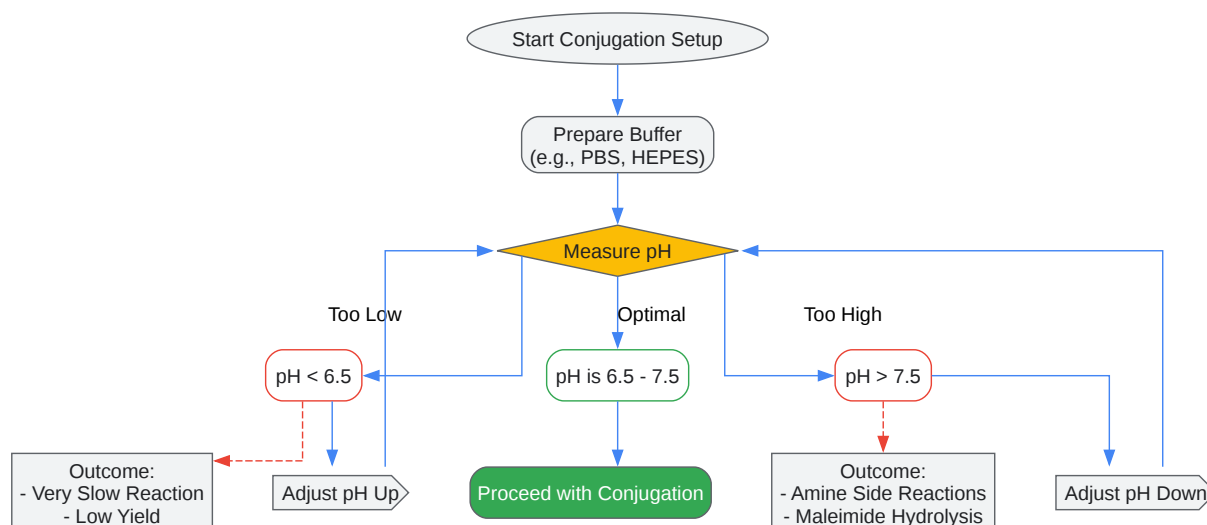 Start Conjugation Setup
Prepare Buffer
(e.g., PBS, HEPES)
Measure pH
Too Low
Optimal
Too High
pH < 6.5
pH is 6.5 - 7.5
pH > 7.5
Outcome:
- Very Slow Reaction
- Low Yield
Adjust pH Up
Proceed with Conjugation
Outcome:
- Amine Side Reactions
- Maleimide Hydrolysis
Adjust pH Down